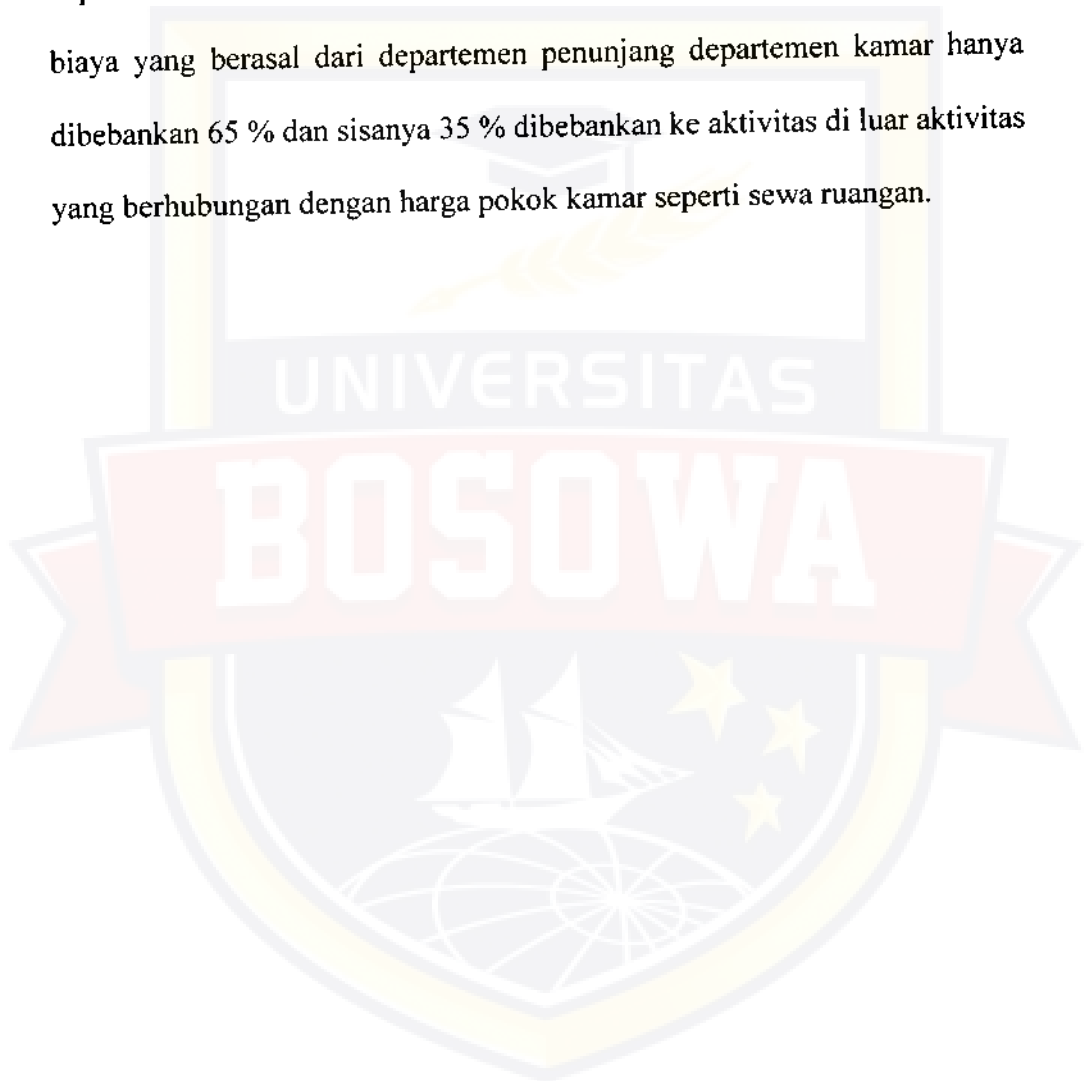 biaya yang berasal dari departemen penunjang departemen kamar hanya
dibebankan 65 % dan sisanya 35 % dibebankan ke aktivitas di luar aktivitas
yang berhubungan dengan harga pokok kamar seperti sewa ruangan.
UNIVERSITAS
BOSOWA